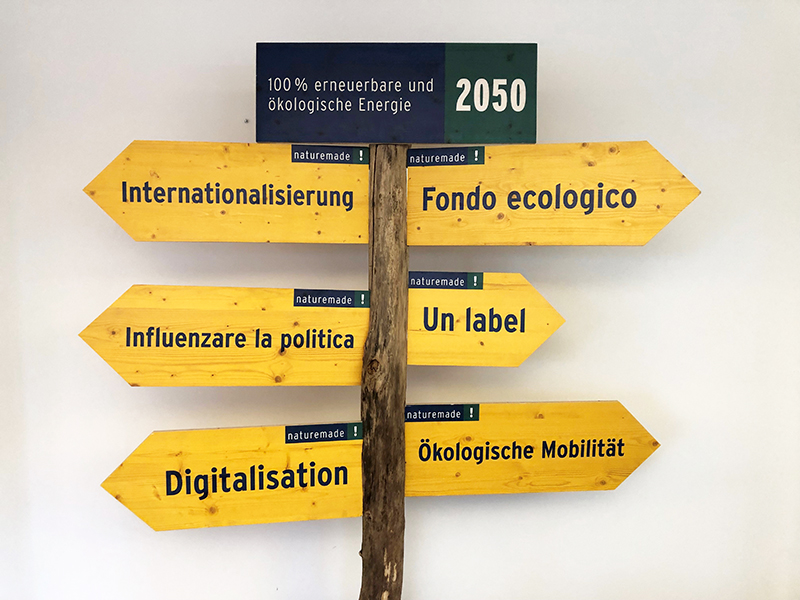 100 % erneuerbare und
ökologische Energie
2050
naturemade !
Internationalisierung
naturemade !
Fondo ecologico
naturemade !
Influenzare la politica
naturemade !
Un label
naturemade !
Digitalisation
naturemade !
Ökologische Mobilität